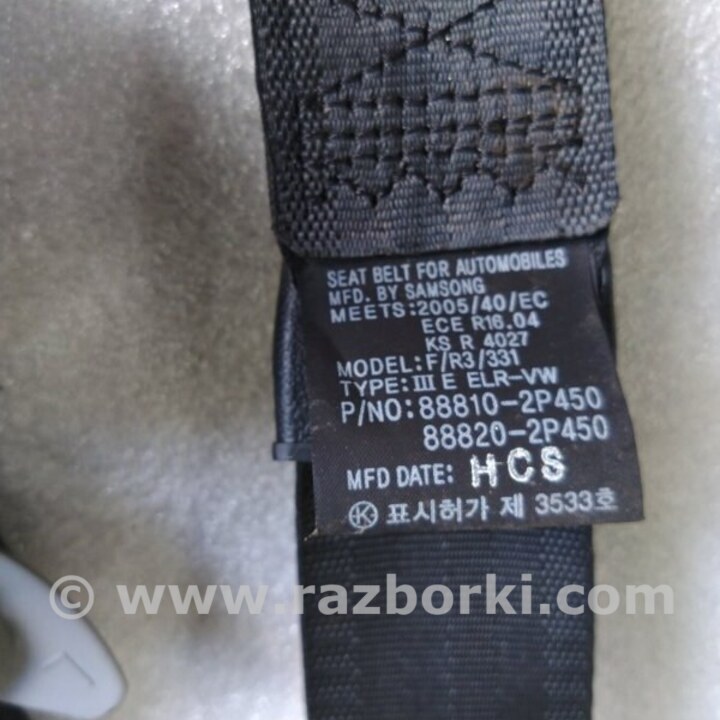 SEAT BELT FOR AUTOMOBILES
MFD. BY SAMSONG
MEETS:2005/40/EC
ECE R16.04
KS R 4027
MODEL:F/R3/331
TYPE:Ⅲ E ELR-VW
P/NO:88810-2P450
88820-2P450
MFD DATE: HCS
표시허가 제 3533호
© www.razborki.com